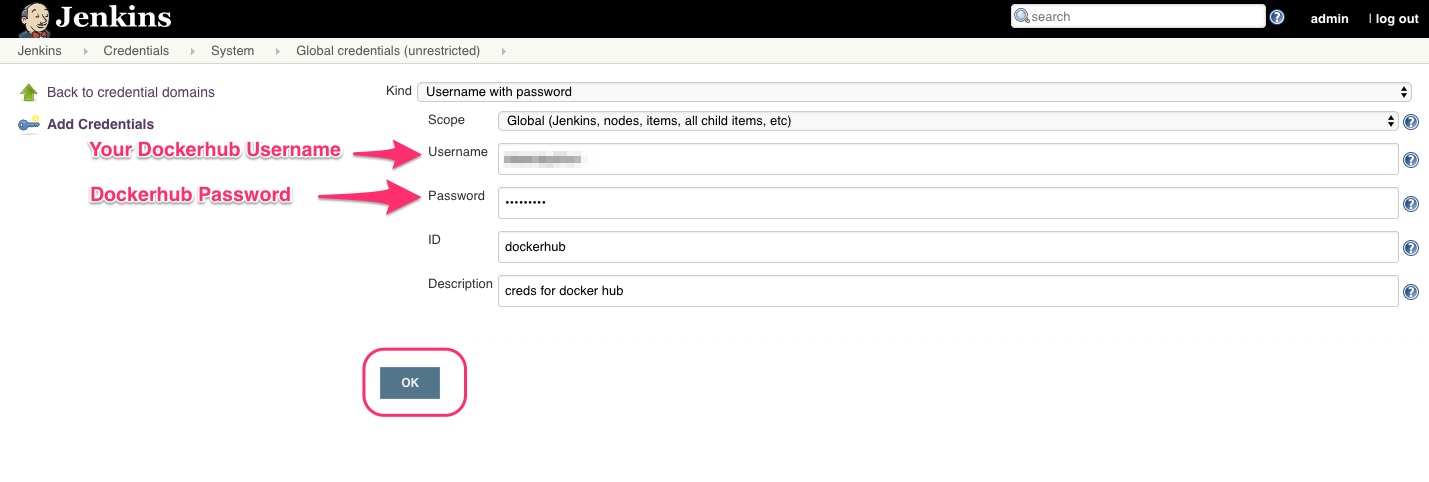 Jenkins
search
admin
| log out
Jenkins
Credentials
System
Global credentials (unrestricted)
Back to credential domains
Add Credentials
Kind
Username with password
Scope
Global (Jenkins, nodes, items, all child items, etc)
Your Dockerhub Username
Username
Dockerhub Password
Password
•••••••••
ID
dockerhub
Description
creds for docker hub
OK